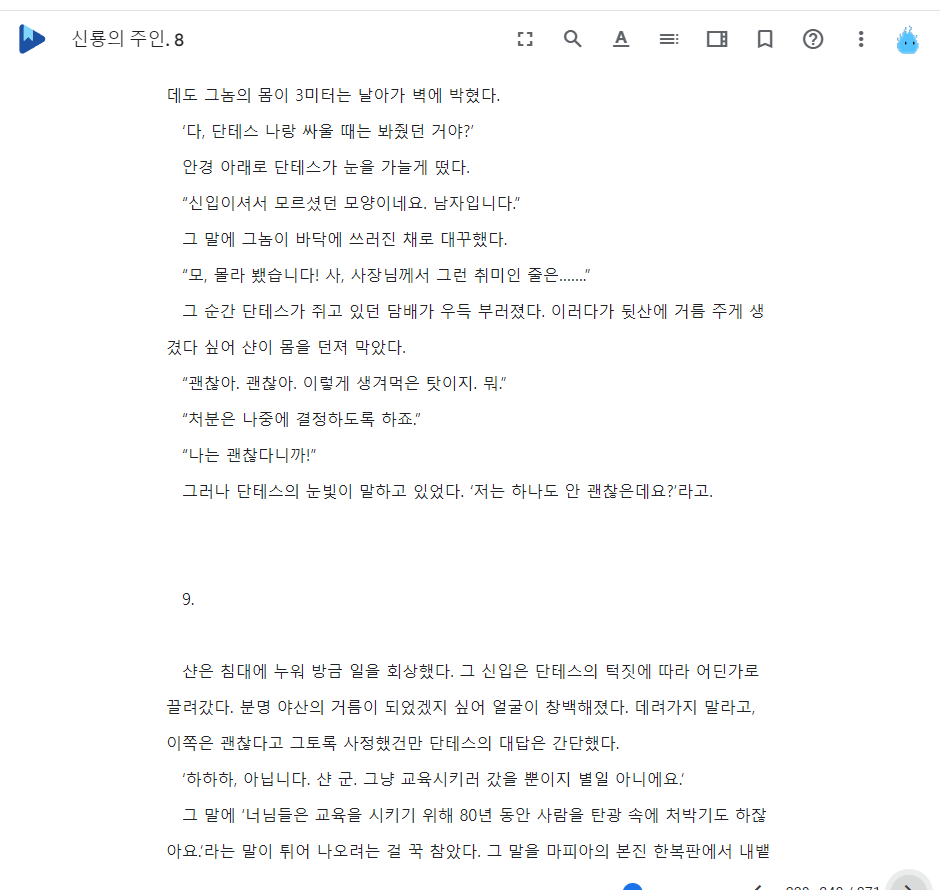 신룡의 주인. 8
데도 그놈의 몸이 3미터는 날아가 벽에 박혔다.
‘다, 단테스 나랑 싸울 때는 봐줬던 거야?’
안경 아래로 단테스가 눈을 가늘게 떴다.
“신입이셔서 모르셨던 모양이네요. 남자입니다.”
그 말에 그놈이 바닥에 쓰러진 채로 대꾸했다.
“모, 몰라 뵀습니다! 사, 사장님께서 그런 취미인 줄은…….”
그 순간 단테스가 쥐고 있던 담배가 우득 부러졌다. 이러다가 뒷산에 거름 주게 생
겼다 싶어 샨이 몸을 던져 막았다.
“괜찮아. 괜찮아. 이렇게 생겨먹은 탓이지. 뭐.”
“처분은 나중에 결정하도록 하죠.”
“나는 괜찮다니까!”
그러나 단테스의 눈빛이 말하고 있었다. ‘저는 하나도 안 괜찮은데요?’라고.
9.
샨은 침대에 누워 방금 일을 회상했다. 그 신입은 단테스의 턱짓에 따라 어딘가로
끌려갔다. 분명 야산의 거름이 되었겠지 싶어 얼굴이 창백해졌다. 데려가지 말라고,
이쪽은 괜찮다고 그토록 사정했건만 단테스의 대답은 간단했다.
‘하하하, 아닙니다. 샨 군. 그냥 교육시키러 갔을 뿐이지 별일 아니에요.’
그 말에 ‘너님들은 교육을 시키기 위해 80년 동안 사람을 탄광 속에 처박기도 하잖
아요.’라는 말이 튀어 나오려는 걸 꾹 참았다. 그 말을 마피아의 본진 한복판에서 내뱉